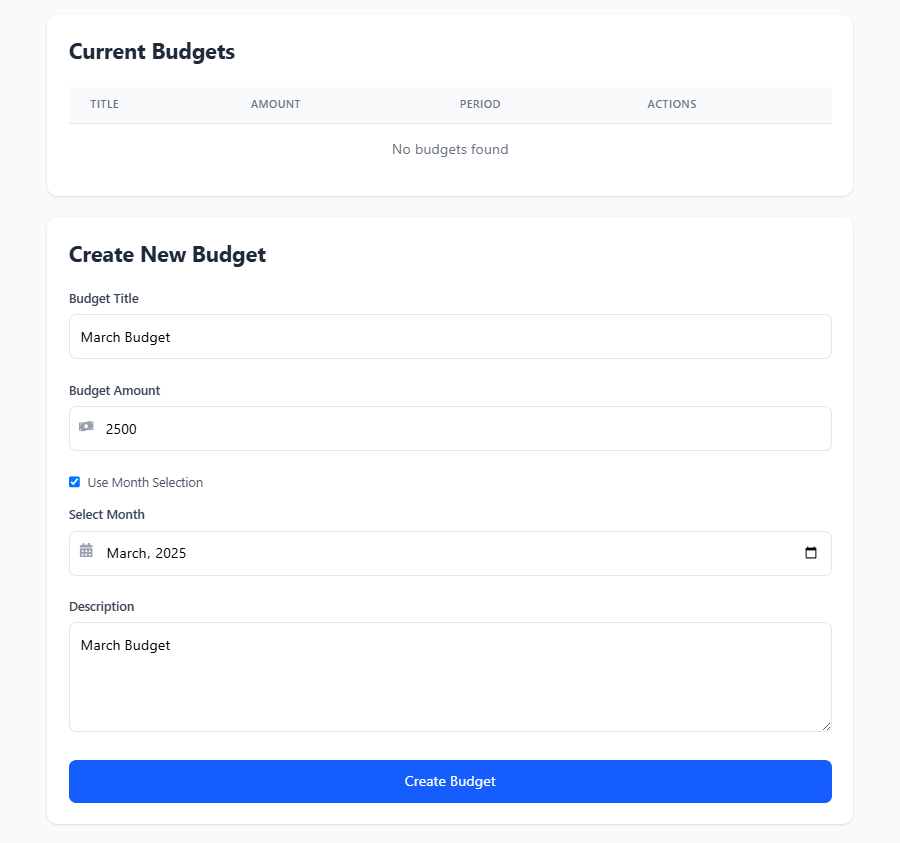 Current Budgets
TITLE AMOUNT PERIOD ACTIONS
No budgets found
Create New Budget
Budget Title
March Budget
Budget Amount
2500
Use Month Selection
Select Month
March, 2025
Description
March Budget
Create Budget